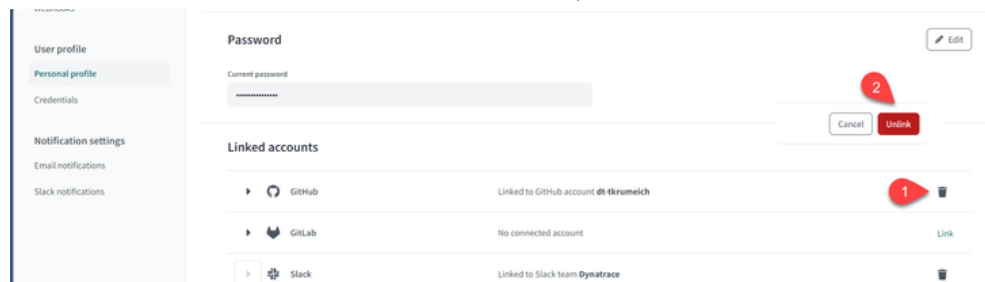 User profile
Personal profile
Credentials
Notification settings
Email notifications
Slack notifications
Password
Edit
Current password
2
Cancel
Unlink
Linked accounts
GitHub
Linked to GitHub account dt-tkrumeich
1
GitLab
No connected account
Link
Slack
Linked to Slack team Dynatrace